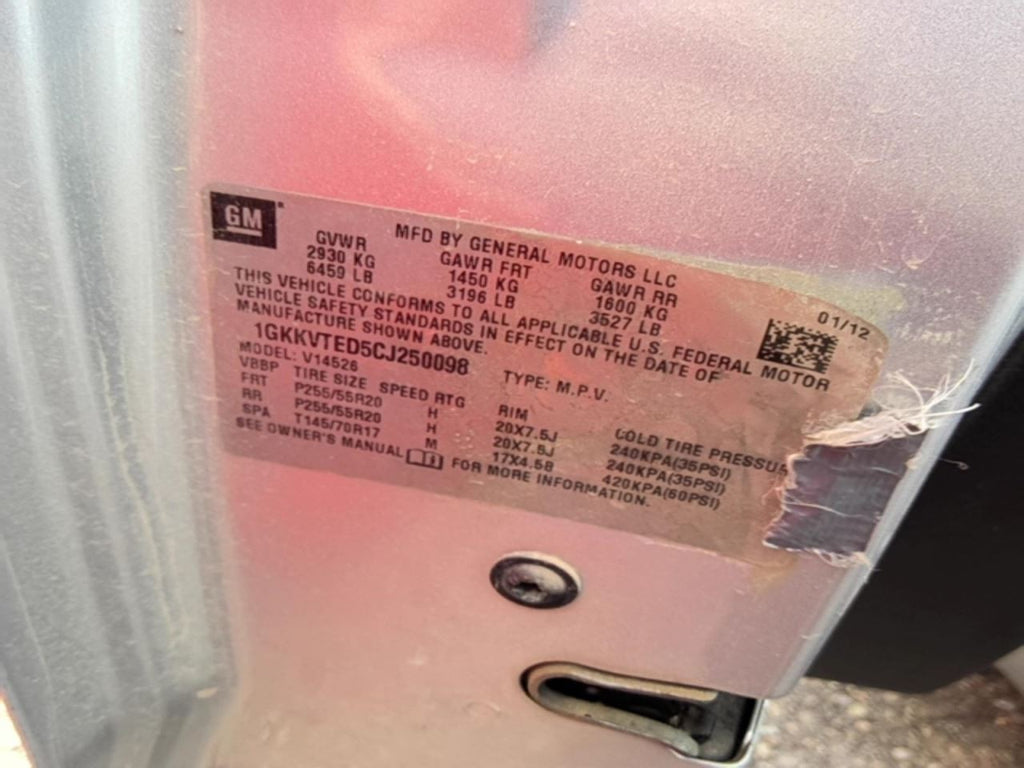 GM
MFD BY GENERAL MOTORS LLC
GVWR GAWR FRT GAWR RR
2930 KG 1450 KG 1600 KG 01/12
6459 LB 3196 LB 3527 LB
THIS VEHICLE CONFORMS TO ALL APPLICABLE U.S. FEDERAL MOTOR
VEHICLE SAFETY STANDARDS IN EFFECT ON THE DATE OF
MANUFACTURE SHOWN ABOVE.
1GKKVTED5CJ250098 TYPE: M.P.V.
MODEL: V14526
VBBP TIRE SIZE SPEED RTG RIM COLD TIRE PRESSURE
FRT P255/55R20 H 20X7.5J 240KPA(35PSI)
RR P255/55R20 H 20X7.5J 240KPA(35PSI)
SPA T145/70R17 M 17X4.5B 420KPA(60PSI)
SEE OWNER'S MANUAL FOR MORE INFORMATION.